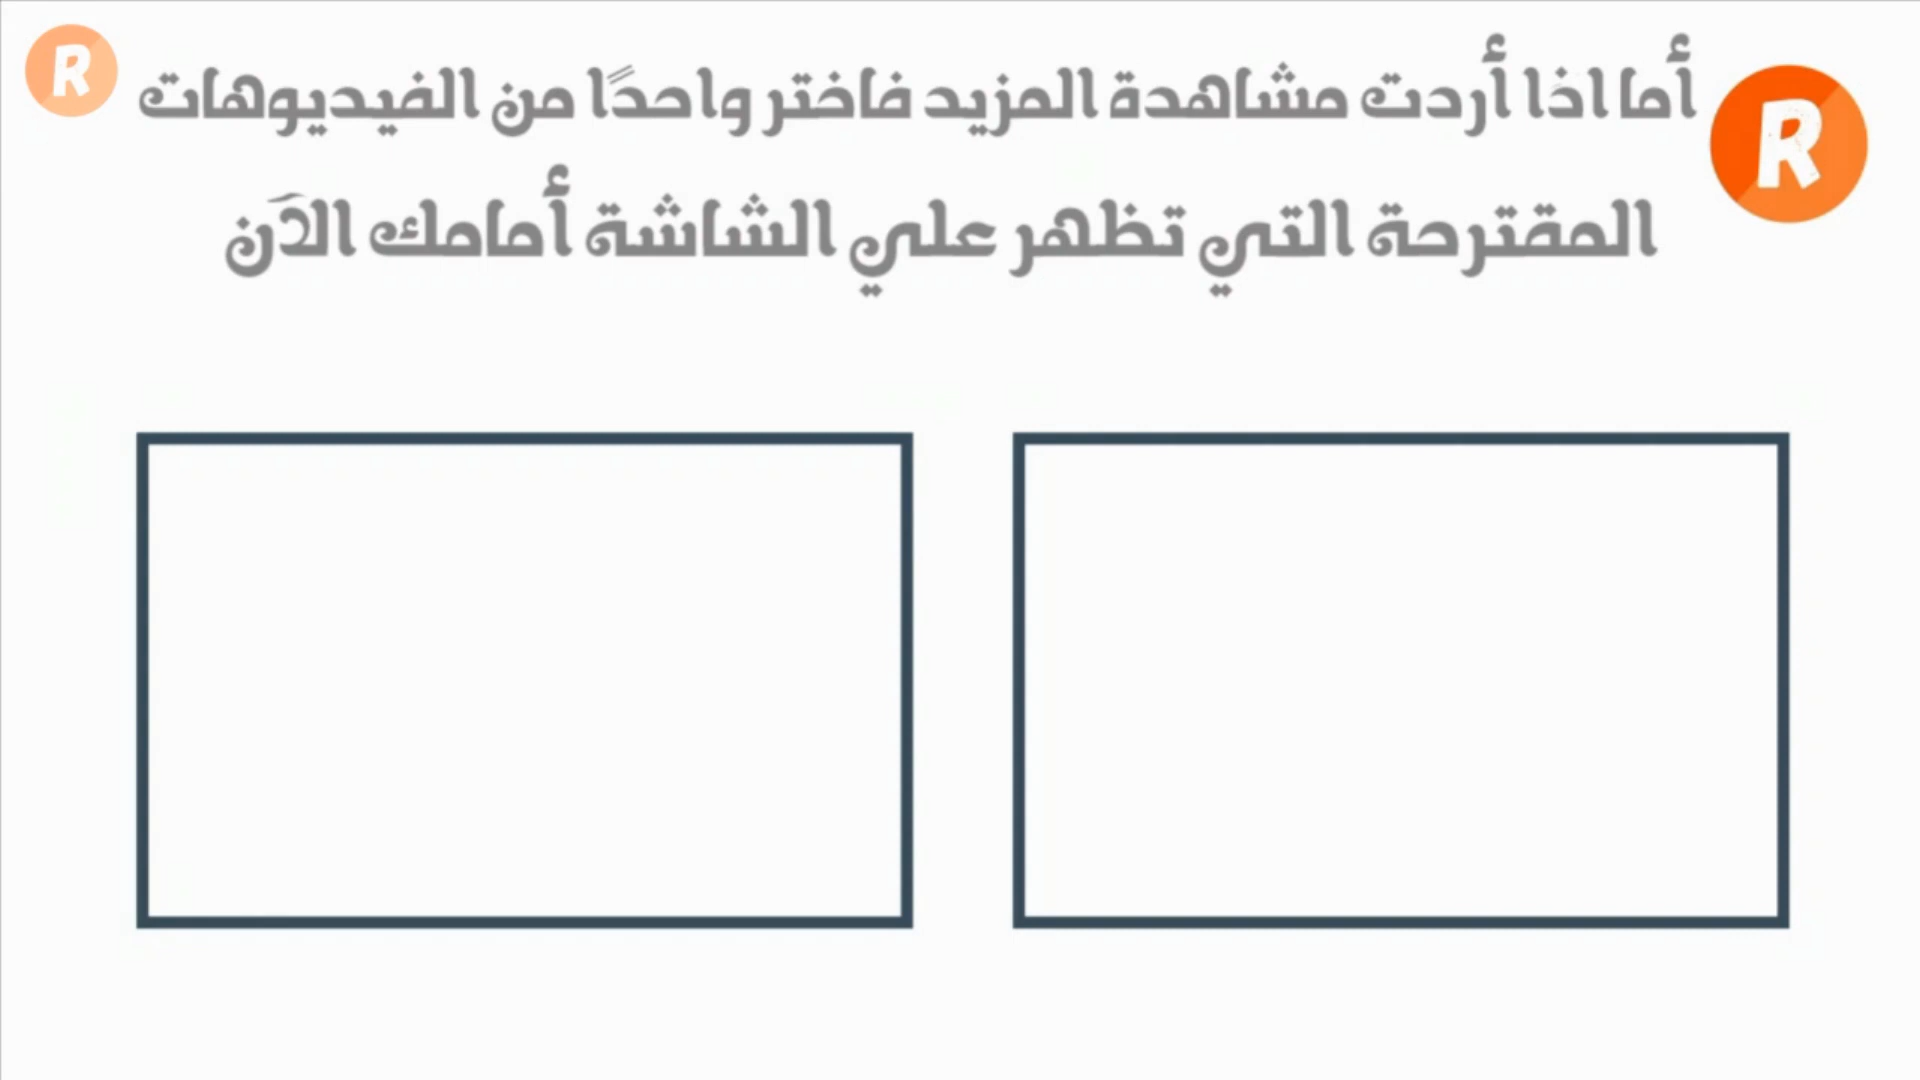 أما اذا أردت مشاهدة المزيد فاختر واحدًا من الفيديوهات
المقترحة التي تظهر علي الشاشة أمامك الآن
R
R